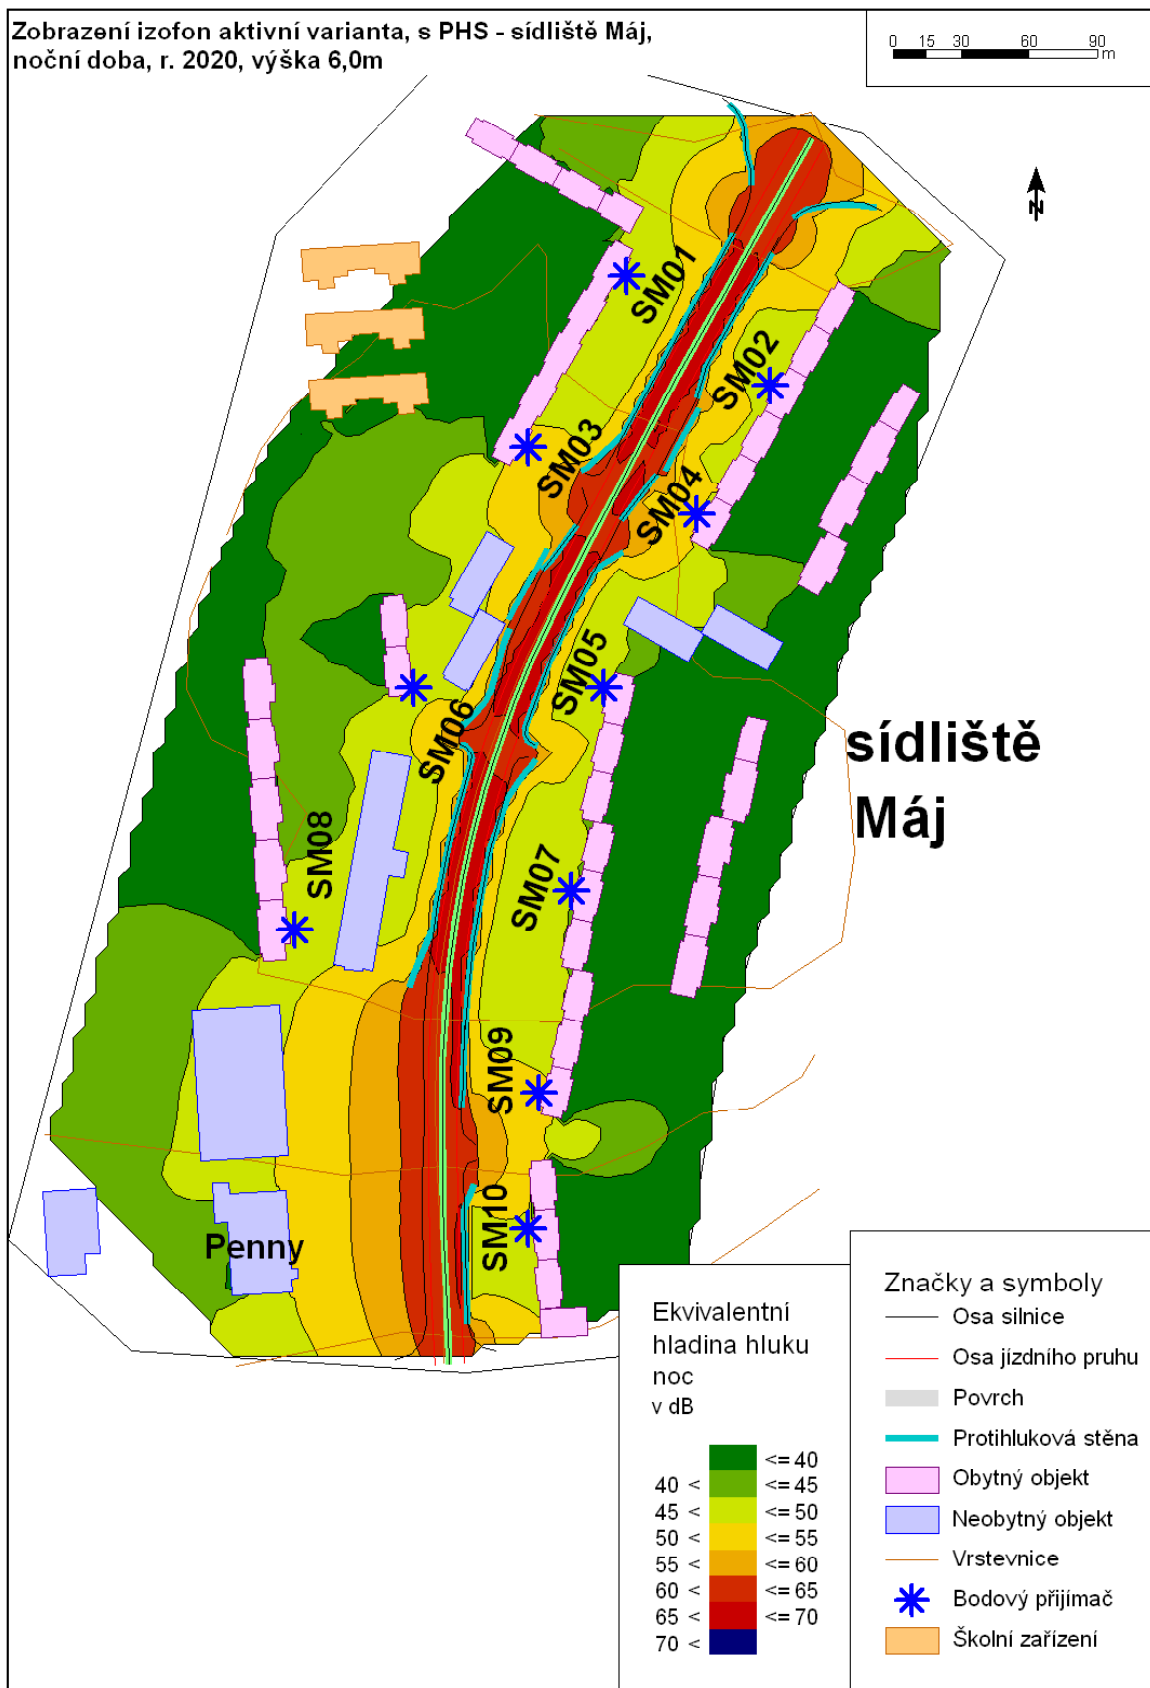 Zobrazení izofon aktivní varianta, s PHS - sídliště Máj,
noční doba, r. 2020, výška 6,0m
0 15 30 60 90
m
N
SM01
SM02
SM03
SM04
SM05
SM06
sídliště
Máj
SM08
SM07
SM09
SM10
Penny
Ekvivalentní
hladina hluku
noc
v dB
<= 40
40 < <= 45
45 < <= 50
50 < <= 55
55 < <= 60
60 < <= 65
65 < <= 70
70 <
Značky a symboly
Osa silnice
Osa jízdního pruhu
Povrch
Protihluková stěna
Obytný objekt
Neobytný objekt
Vrstevnice
Bodový přijímač
Školní zařízení